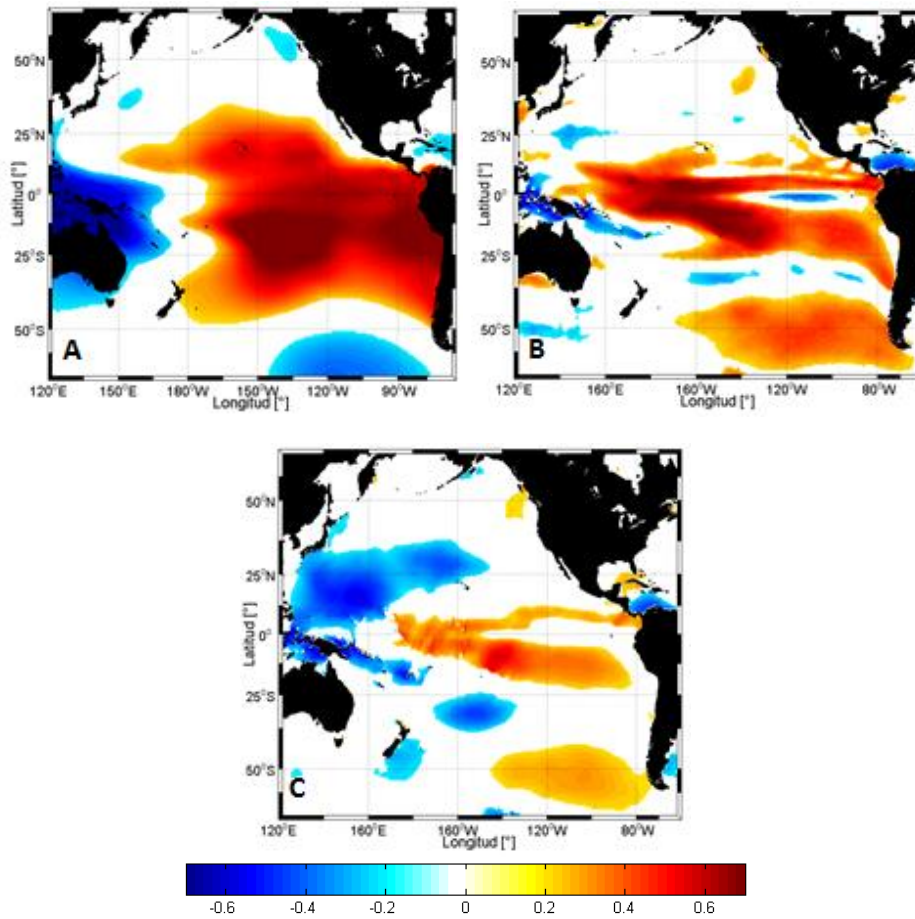 50°N
25°N
0°
25°S
50°S
Latitud [°]
A
120°E 150°E 180°W 150°W 120°W 90°W
Longitud [°]
50°N
25°N
0°
25°S
50°S
Latitud [°]
B
120°E 160°E 160°W 120°W 80°W
Longitud [°]
50°N
25°N
0°
25°S
50°S
Latitud [°]
C
120°E 160°E 160°W 120°W 80°W
Longitud [°]
-0.6 -0.4 -0.2 0 0.2 0.4 0.6